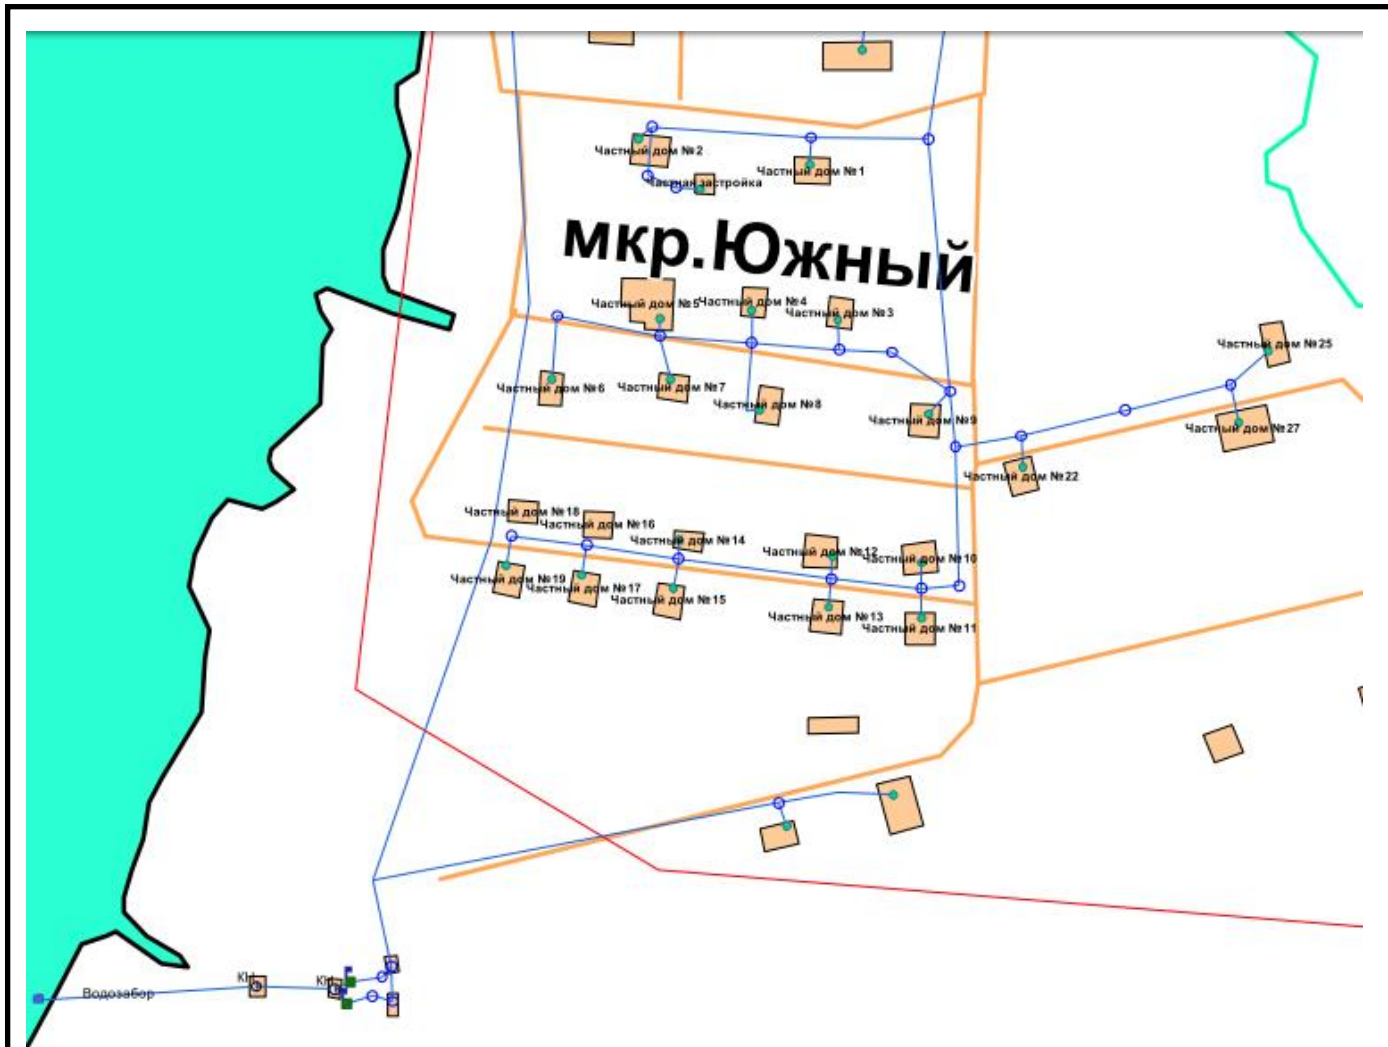 Частный дом №2
Частный дом №1
Частная застройка
мкр.Южный
Частный дом №5
Частный дом №4
Частный дом №3
Частный дом №25
Частный дом №6
Частный дом №7
Частный дом №8
Частный дом №9
Частный дом №27
Частный дом №22
Частный дом №18
Частный дом №16
Частный дом №14
Частный дом №12
Частный дом №10
Частный дом №19
Частный дом №17
Частный дом №15
Частный дом №13
Частный дом №11
Водозабор